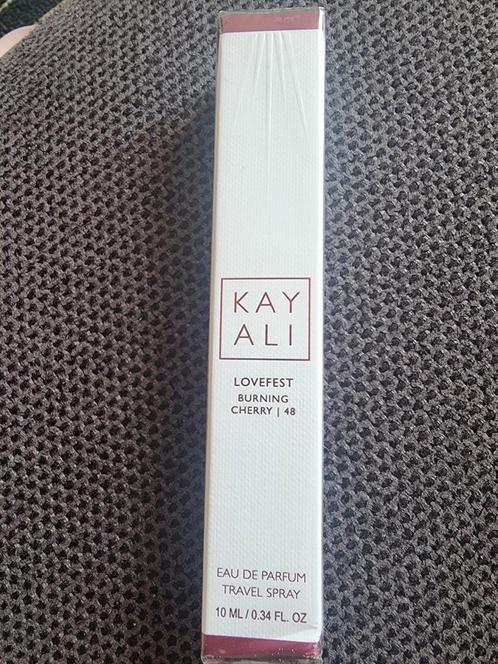 KAY
ALI
LOVEFEST
BURNING
CHERRY | 48
EAU DE PARFUM
TRAVEL SPRAY
10 ML / 0.34 FL. OZ